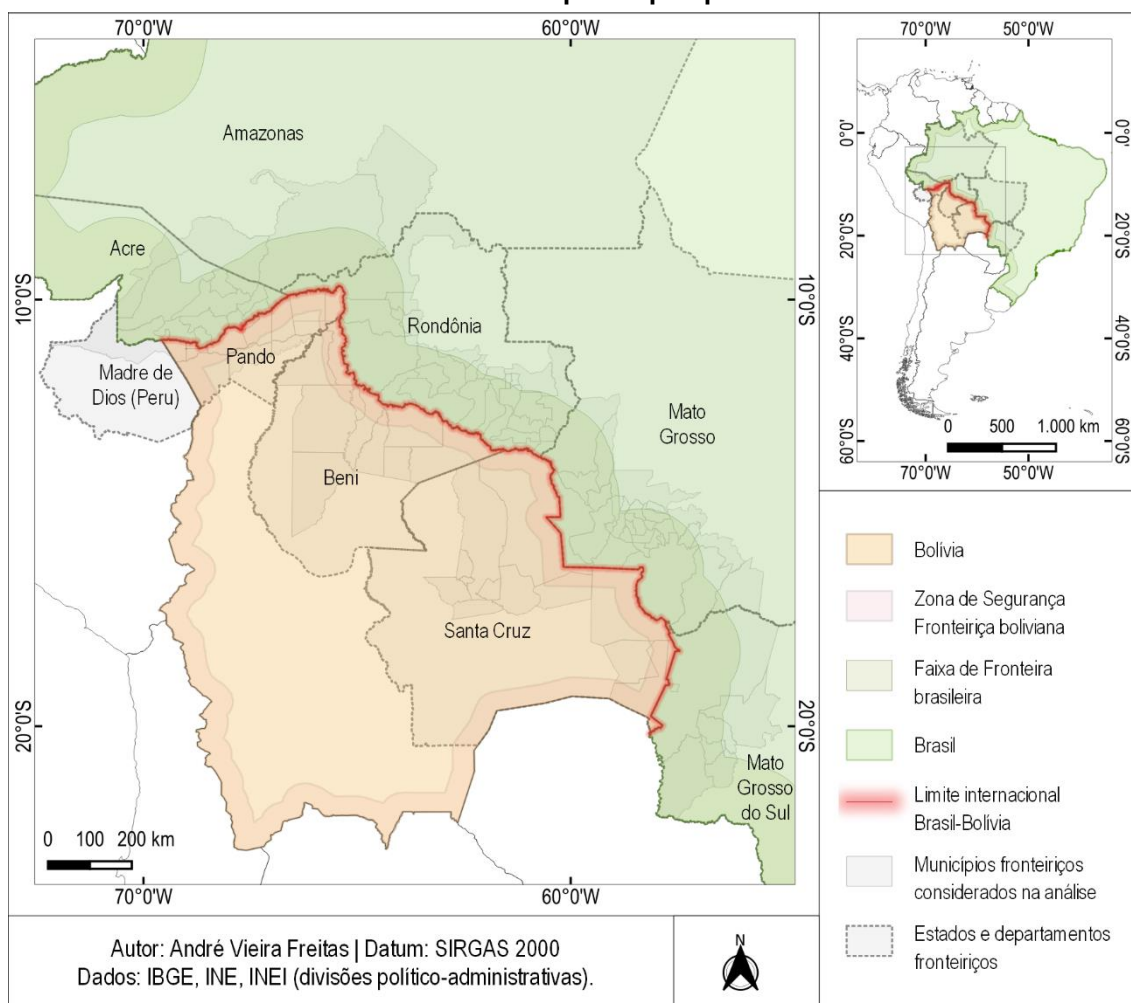 70°0'W
60°0'W
10°0'S
20°0'S
10°0'S
20°0'S
Amazonas
Acre
Rondônia
Pando
Madre de
Dios (Peru)
Mato
Grosso
Beni
Santa Cruz
Mato
Grosso
do Sul
0 100 200 km
70°0'W
60°0'W
70°0'W
50°0'W
0°0'
20°0'S
40°0'S
60°0'S
0°0'
20°0'S
40°0'S
60°0'S
0 500 1.000 km
70°0'W
50°0'W
Bolívia
Zona de Segurança
Fronteiriça boliviana
Faixa de Fronteira
brasileira
Brasil
Limite internacional
Brasil-Bolívia
Municípios fronteiriços
considerados na análise
Estados e departamentos
fronteiriços
Autor: André Vieira Freitas | Datum: SIRGAS 2000
Dados: IBGE, INE, INEI (divisões político-administrativas).
N